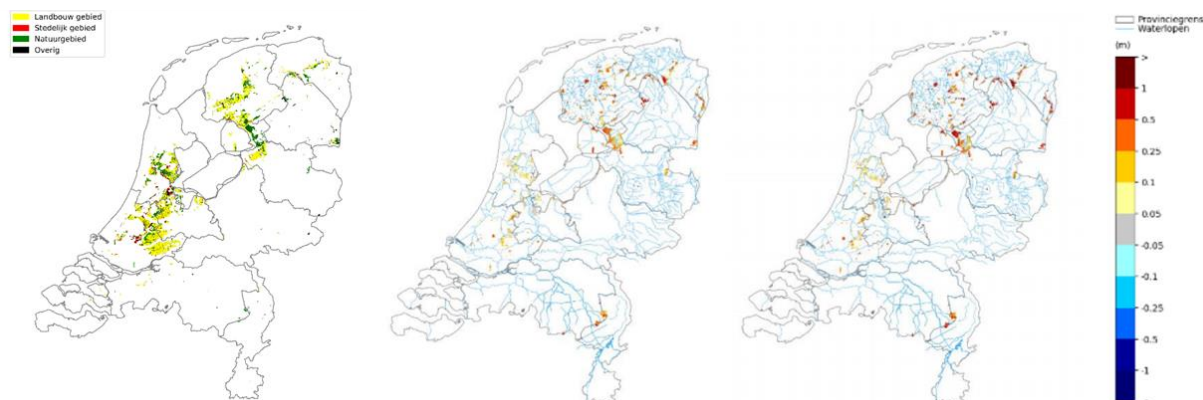 Landbouw gebied
Stedelijk gebied
Natuurgebied
Overig
Provinciegrens
Waterlopen
(m)
>
1
0.5
0.25
0.1
0.05
-0.05
-0.1
-0.25
-0.5
-1